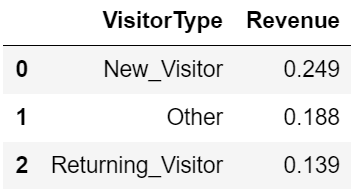 VisitorType Revenue
0 New_Visitor 0.249
1 Other 0.188
2 Returning_Visitor 0.139